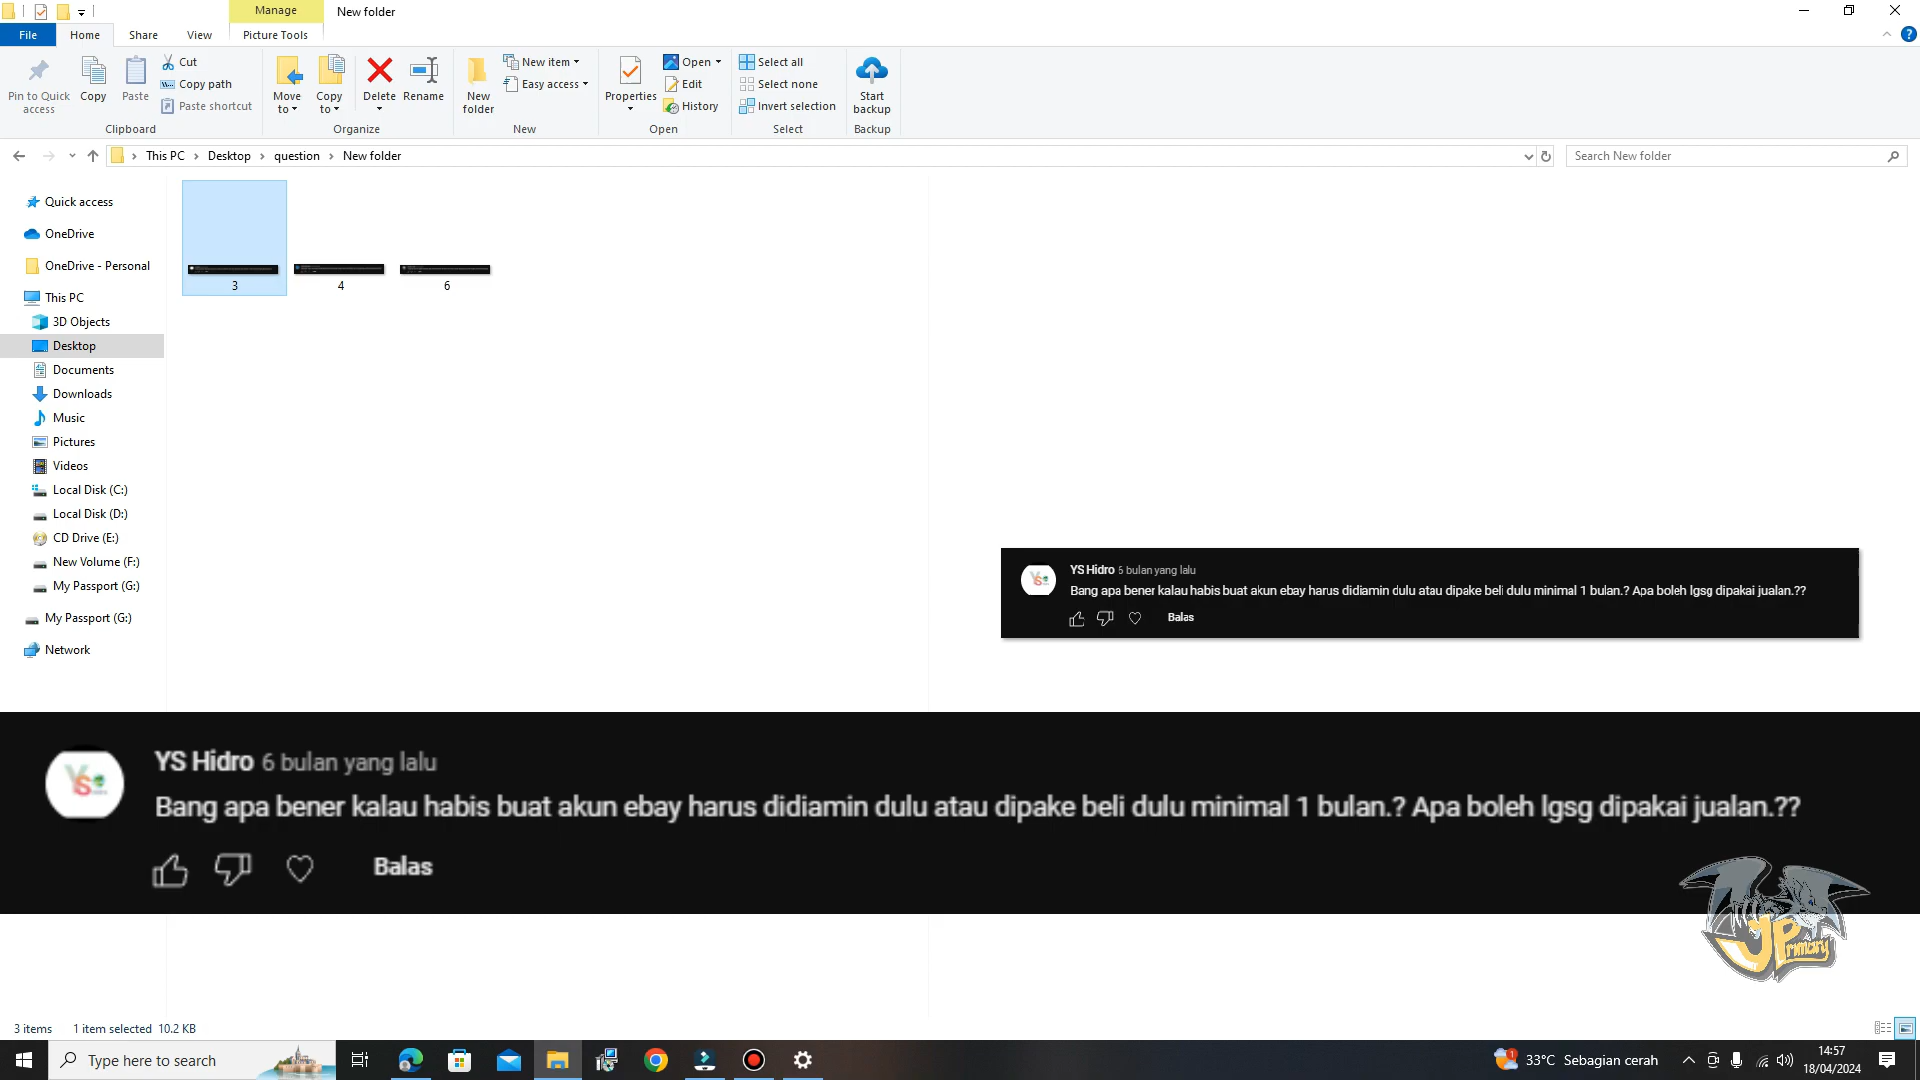 Manage
New folder
File
Home
Share
View
Picture Tools
Pin to Quick access
Copy
Paste
Cut
Copy path
Paste shortcut
Clipboard
Move to
Copy to
Delete
Rename
Organize
New folder
New item
Easy access
New
Properties
Open
Edit
History
Open
Select all
Select none
Invert selection
Select
Start backup
Backup
This PC
Desktop
question
New folder
Search New folder
Quick access
OneDrive
OneDrive - Personal
This PC
3D Objects
Desktop
Documents
Downloads
Music
Pictures
Videos
Local Disk (C:)
Local Disk (D:)
CD Drive (E:)
New Volume (F:)
My Passport (G:)
My Passport (G:)
Network
3
4
6
YS Hidro 6 bulan yang lalu
Bang apa bener kalau habis buat akun ebay harus didiamin dulu atau dipake beli dulu minimal 1 bulan.? Apa boleh lgsg dipakai jualan.??
Balas
YS Hidro 6 bulan yang lalu
Bang apa bener kalau habis buat akun ebay harus didiamin dulu atau dipake beli dulu minimal 1 bulan.? Apa boleh lgsg dipakai jualan.??
Balas
JPrimary
3 items
1 item selected 10.2 KB
Type here to search
33°C Sebagian cerah
14:57
18/04/2024